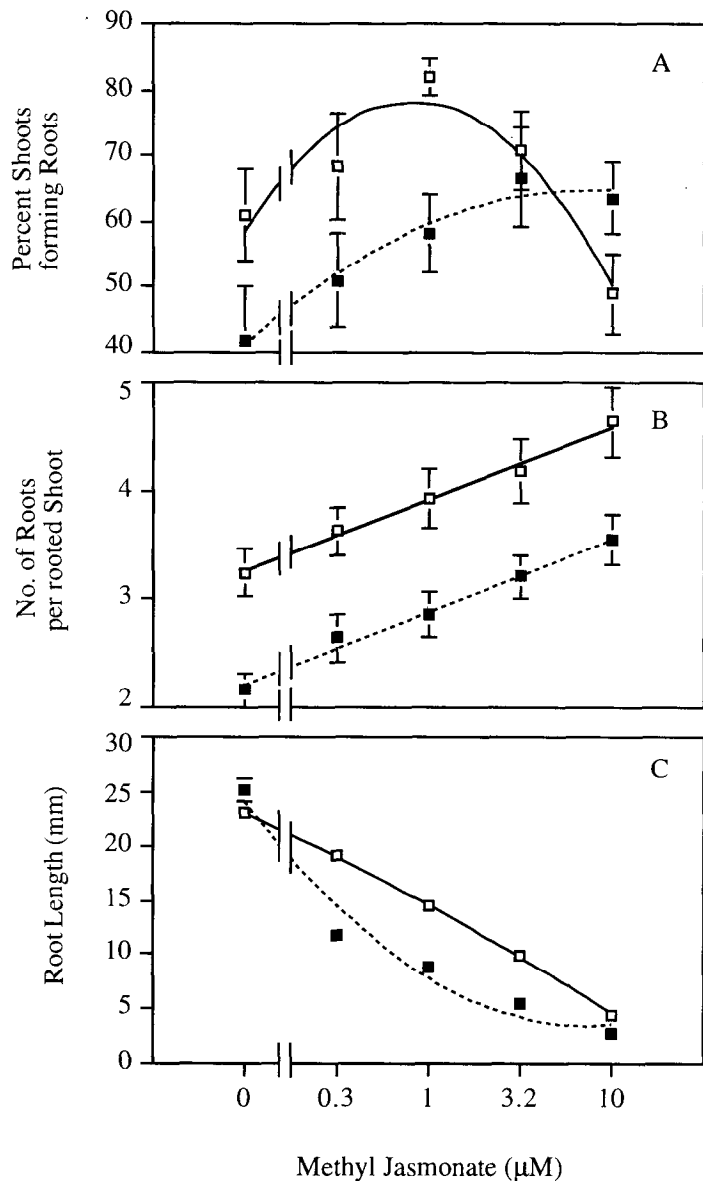 90
80
70
60
50
40
A
Percent Shoots
forming Roots
5
4
3
2
B
No. of Roots
per rooted Shoot
30
25
20
15
10
5
0
C
Root Length (mm)
0 0.3 1 3.2 10
Methyl Jasmonate (µM)